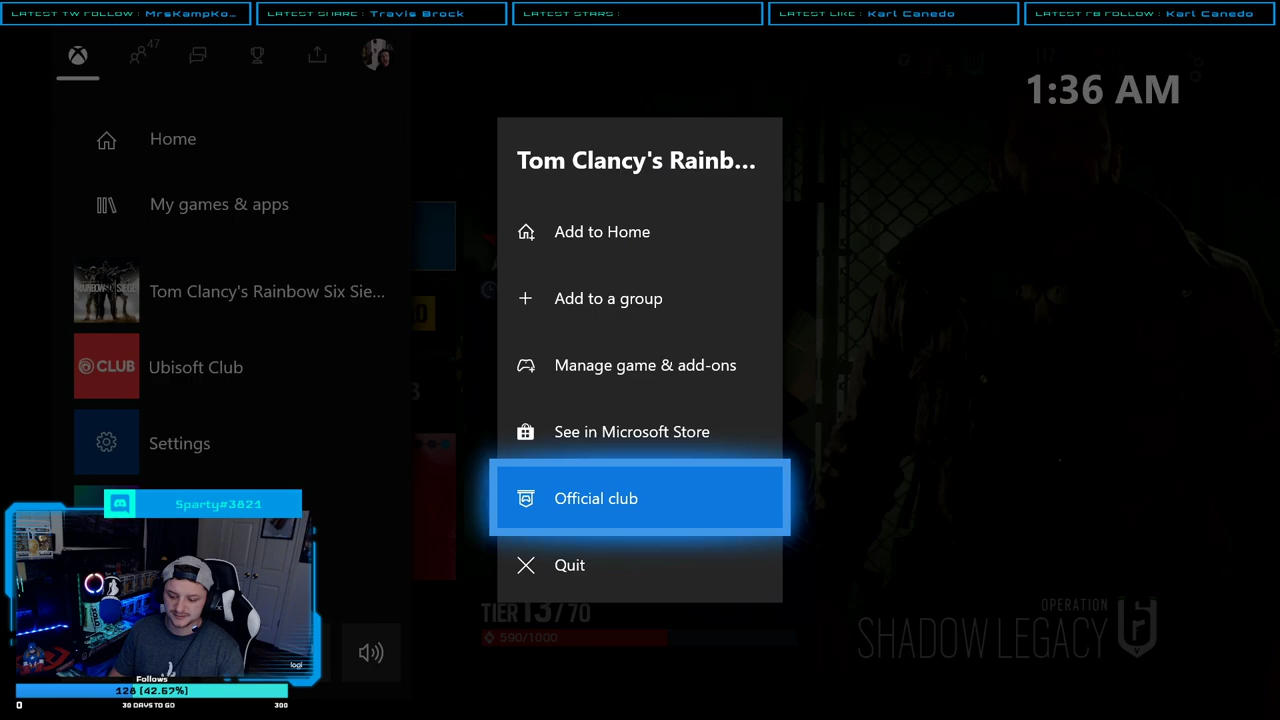 LATEST TW FOLLOW : MrsKampKo...
LATEST SHARE : Travis Brock
LATEST STARS :
LATEST LIKE : Karl Canedo
LATEST FB FOLLOW : Karl Canedo
47
1:36 AM
Home
My games & apps
Tom Clancy's Rainbow Six Sie...
CLUB
Ubisoft Club
Settings
Tom Clancy's Rainb...
Add to Home
Add to a group
Manage game & add-ons
See in Microsoft Store
Official club
Quit
TIER 13/70
590/1000
OPERATION
SHADOW LEGACY
Sparty#3821
logi
Follows
128 (42.67%)
0
30 DAYS TO GO
300